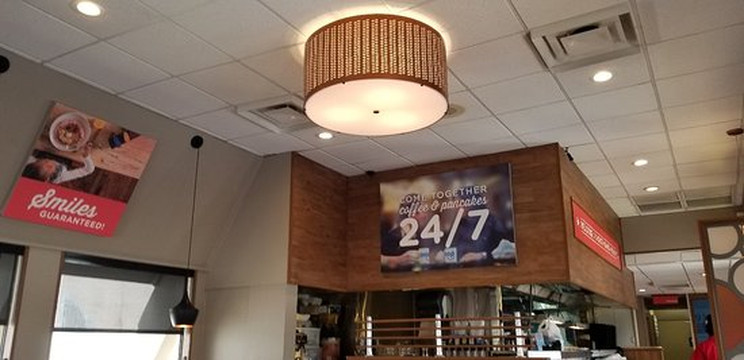 Smiles
GUARANTEED!
COME TOGETHER
coffee & pancakes
24/7